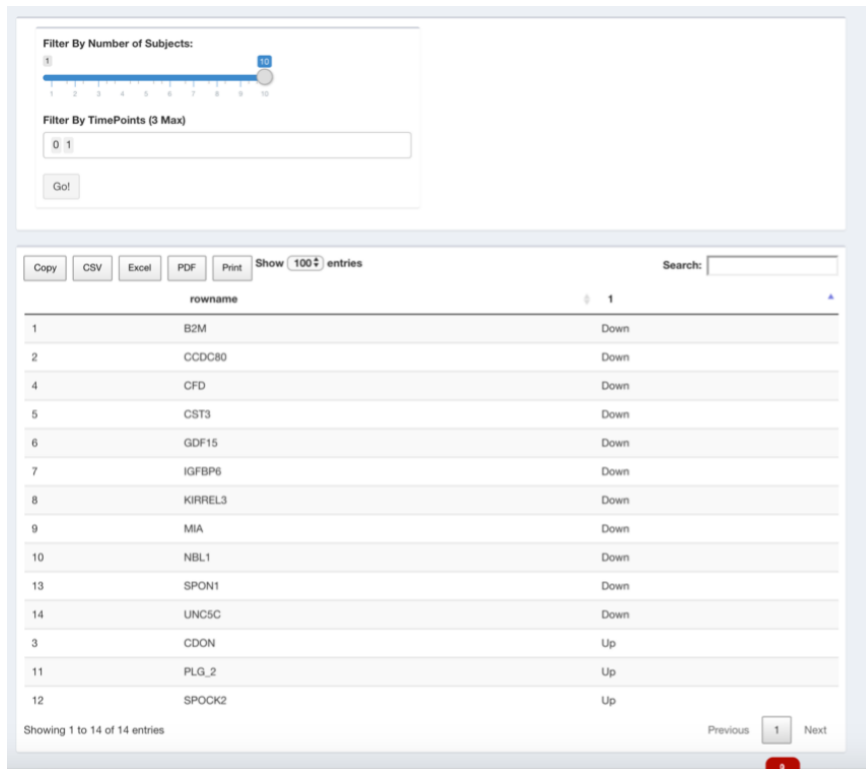 Filter By Number of Subjects:
1 10
1 2 3 4 5 6 7 8 9 10
Filter By TimePoints (3 Max)
0 1
Go!
Copy CSV Excel PDF Print Show 100 entries Search:
rowname 1
1 B2M Down
2 CCDC80 Down
4 CFD Down
5 CST3 Down
6 GDF15 Down
7 IGFBP6 Down
8 KIRREL3 Down
9 MIA Down
10 NBL1 Down
13 SPON1 Down
14 UNC5C Down
3 CDON Up
11 PLG_2 Up
12 SPOCK2 Up
Showing 1 to 14 of 14 entries Previous 1 Next